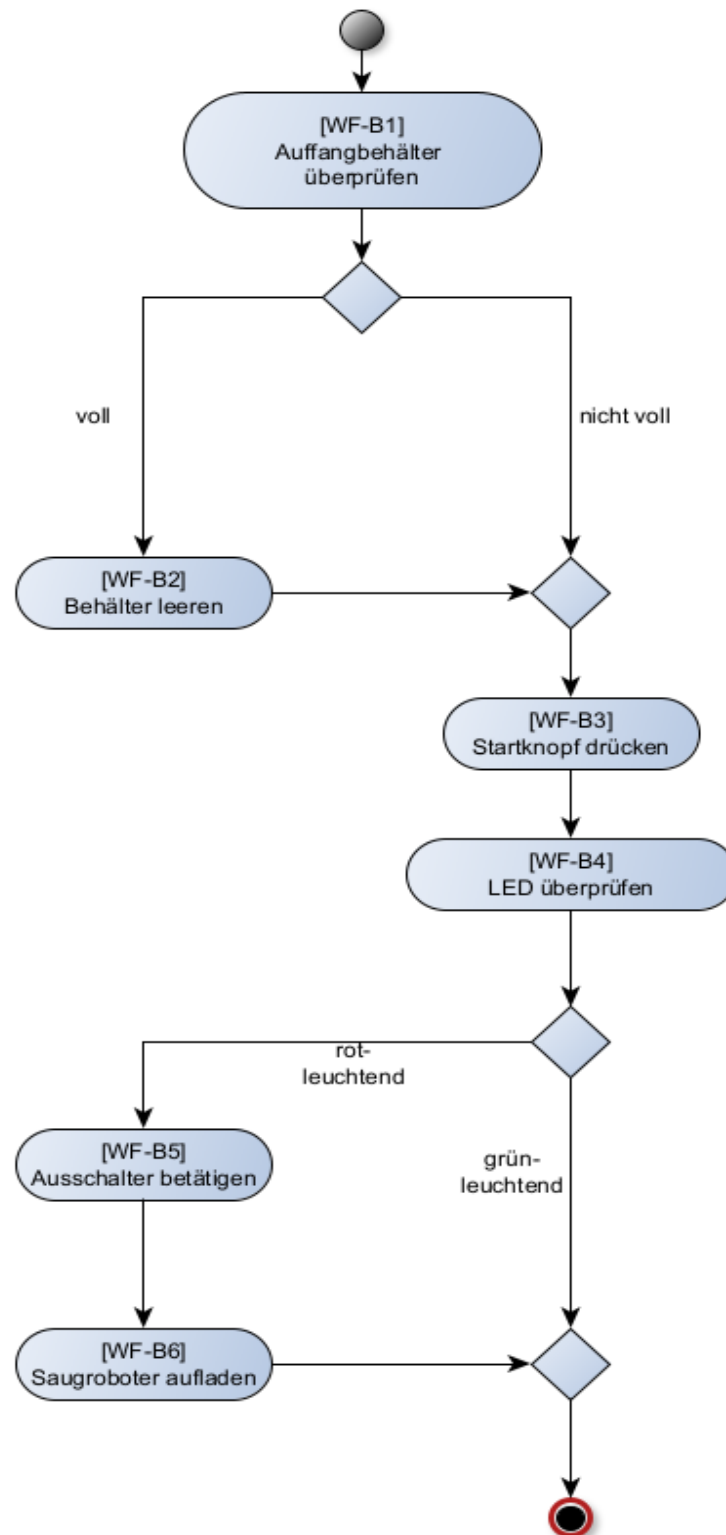 [WF-B1]
Auffangbehälter
überprüfen
voll
nicht voll
[WF-B2]
Behälter leeren
[WF-B3]
Startknopf drücken
[WF-B4]
LED überprüfen
rot-
leuchtend
[WF-B5]
Ausschalter betätigen
grün-
leuchtend
[WF-B6]
Saugroboter aufladen